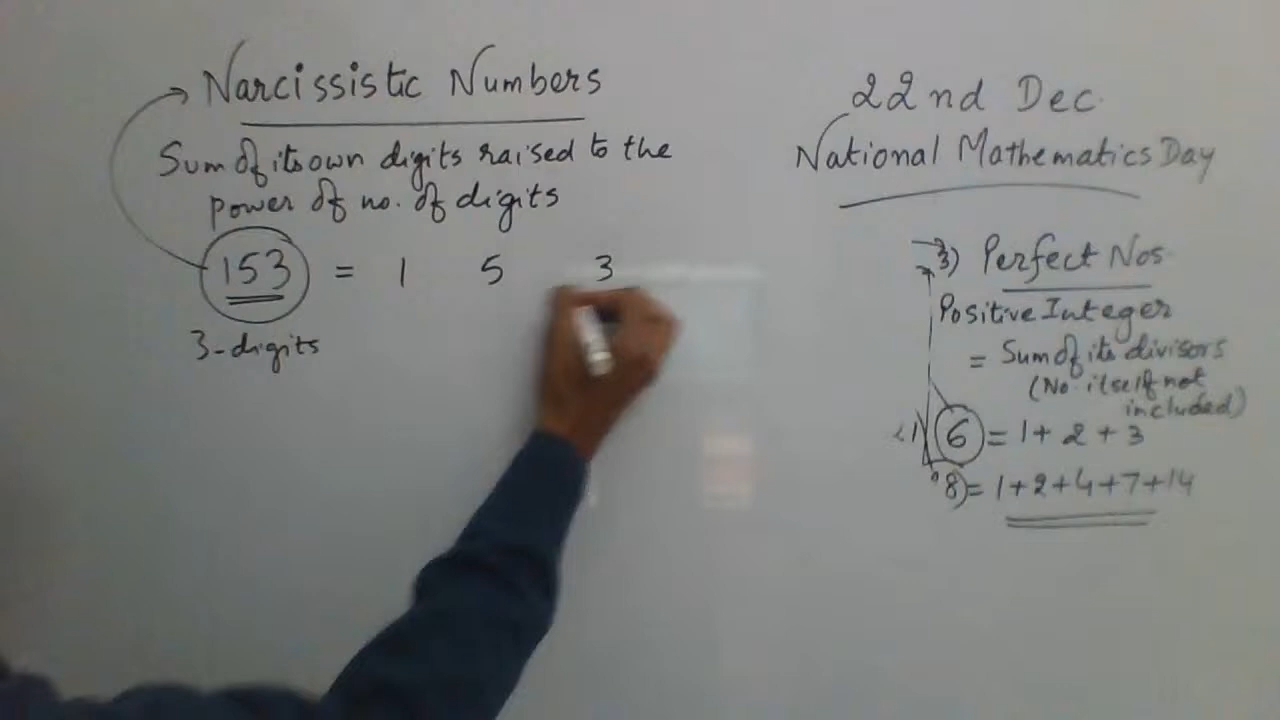 Narcissistic Numbers
Sum of its own digits raised to the
power of no. of digits
153 = 1 5 3
3-digits
22nd Dec.
National Mathematics Day
3) Perfect Nos.
Positive Integer
= Sum of its divisors
(No itself not
included)
6 = 1+ 2 + 3
8 = 1+2+4+7+14